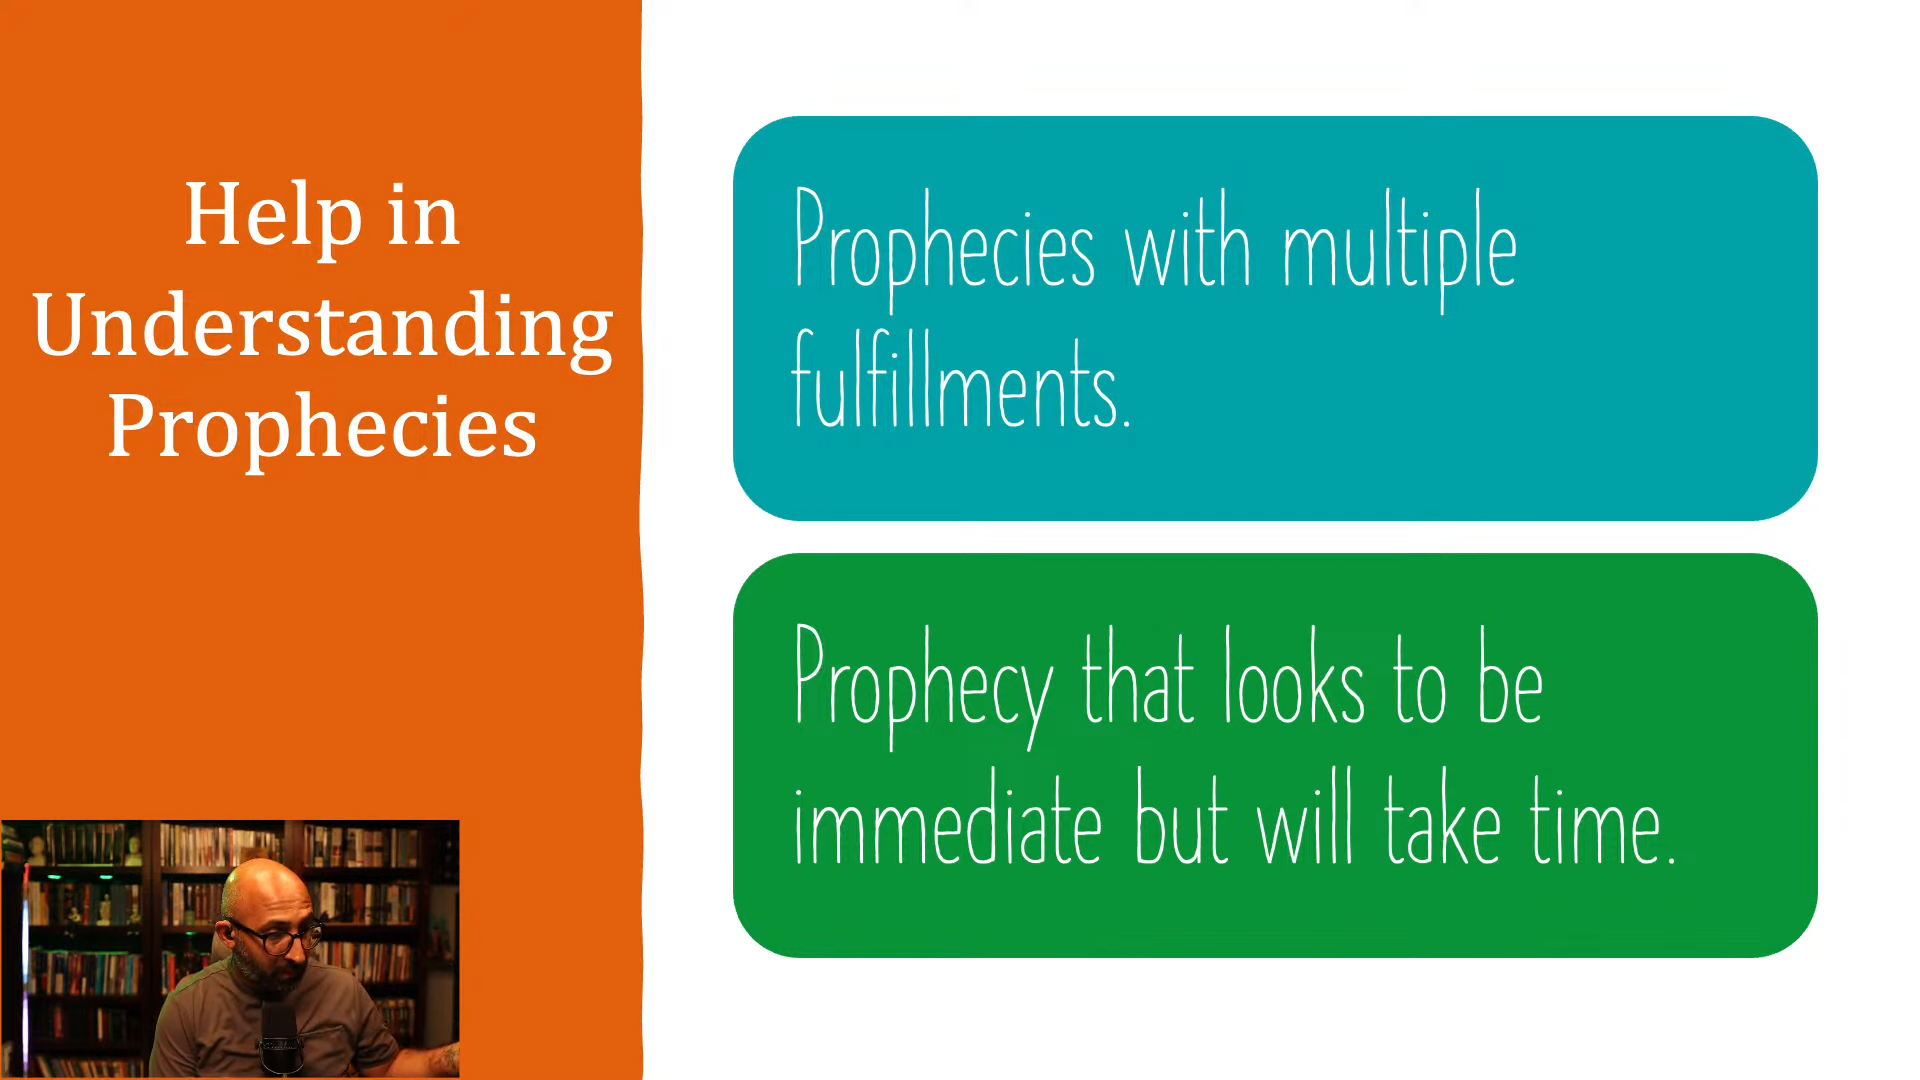 Help in
Understanding
Prophecies
Prophecies with multiple
fulfillments.
Prophecy that looks to be
immediate but will take time.